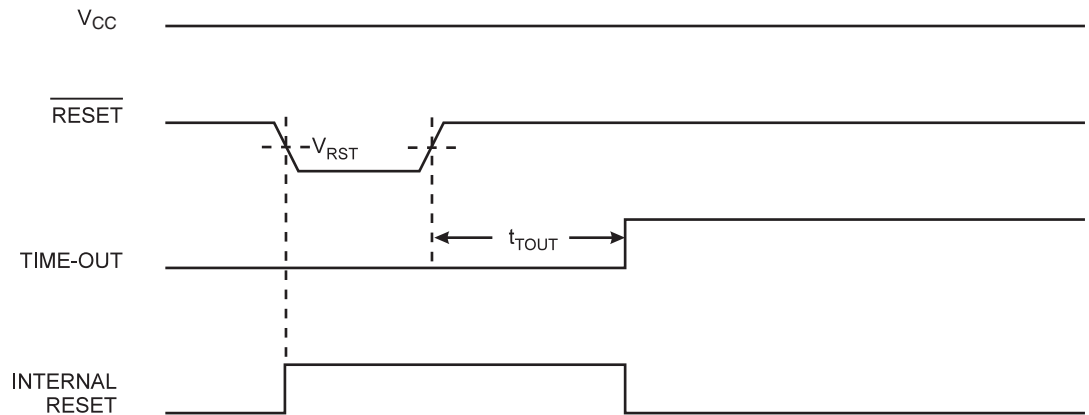 VCC
RESET
VRST
tTOUT
TIME-OUT
INTERNAL
RESET